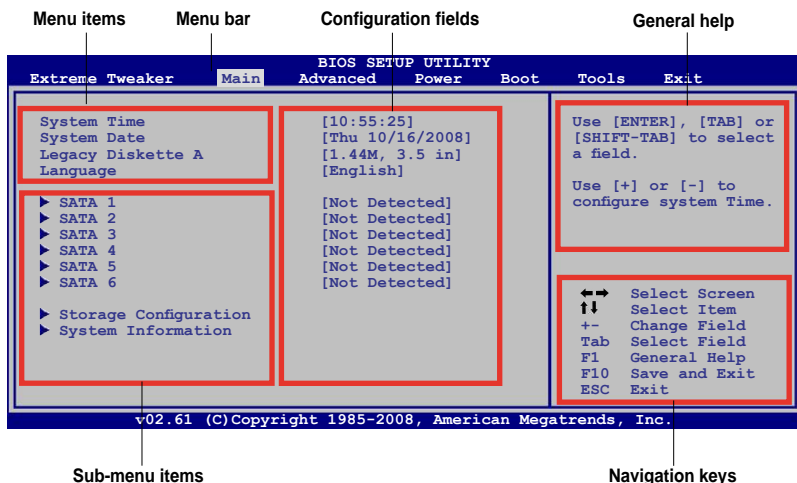 Menu items Menu bar Configuration fields General help
BIOS SETUP UTILITY
Extreme Tweaker Main Advanced Power Boot Tools Exit
System Time [10:55:25]
System Date [Thu 10/16/2008]
Legacy Diskette A [1.44M, 3.5 in]
Language [English]
SATA 1 [Not Detected]
SATA 2 [Not Detected]
SATA 3 [Not Detected]
SATA 4 [Not Detected]
SATA 5 [Not Detected]
SATA 6 [Not Detected]
Storage Configuration
System Information
Use [ENTER], [TAB] or
[SHIFT-TAB] to select
a field.
Use [+] or [-] to
configure system Time.
←→ Select Screen
↑↓ Select Item
+- Change Field
Tab Select Field
F1 General Help
F10 Save and Exit
ESC Exit
v02.61 (C)Copyright 1985-2008, American Megatrends, Inc.
Sub-menu items Navigation keys